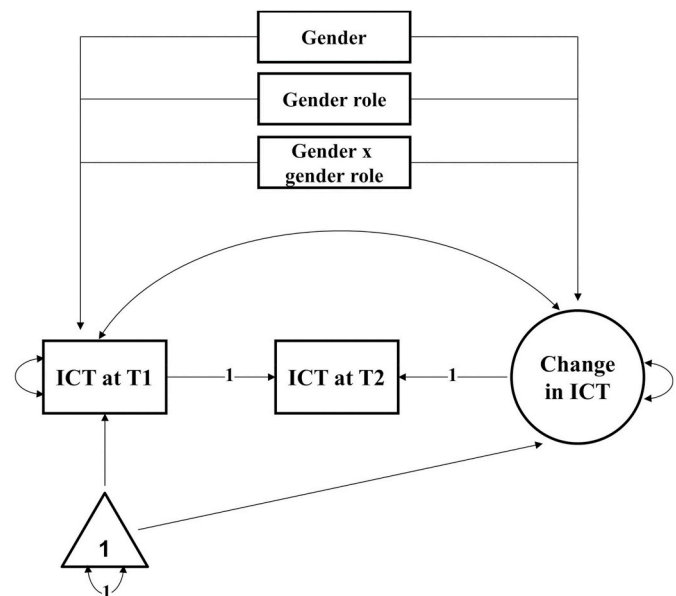 Gender
Gender role
Gender x
gender role
ICT at T1
1
ICT at T2
1
Change
in ICT
1
1